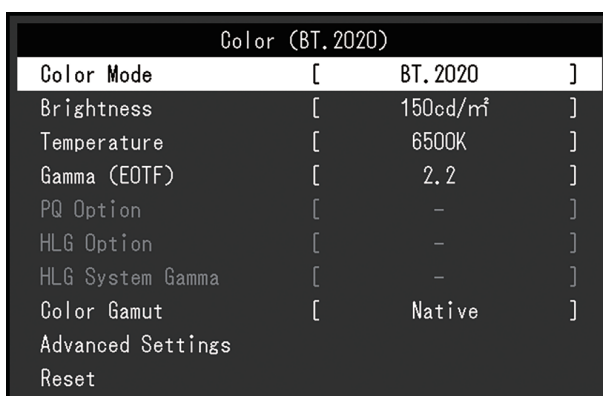 Color (BT.2020)
Color Mode [ BT.2020 ]
Brightness [ 150cd/㎡ ]
Temperature [ 6500K ]
Gamma (EOTF) [ 2.2 ]
PQ Option [ - ]
HLG Option [ - ]
HLG System Gamma [ - ]
Color Gamut [ Native ]
Advanced Settings
Reset